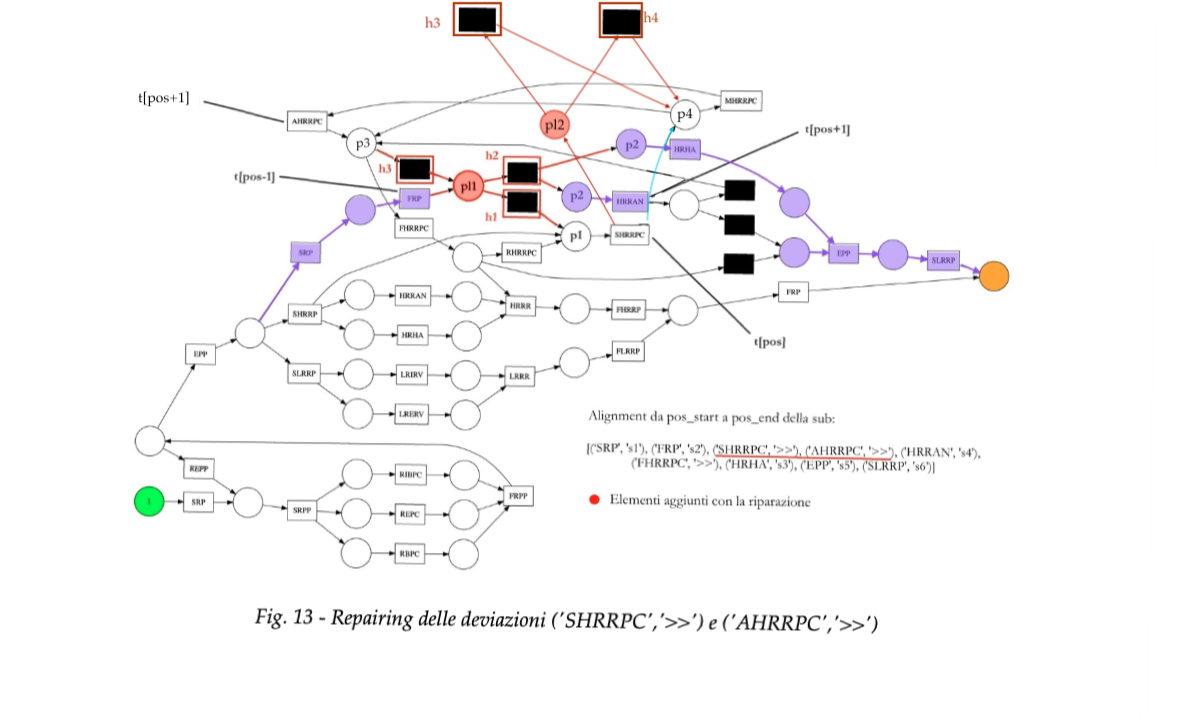 h3
h4
t[pos+1]
AHRRPC
MHRRPC
p4
pl2
p3
t[pos+1]
p2
HRHA
h2
h3
t[pos-1]
pl1
FRP
p2
HRRAN
h1
FHRRPC
p1
SHRRPC
SRP
RHRRPC
EPP
SLRRP
HRRAN
FRP
SHRRP
HRRR
FHRRP
HRHA
t[pos]
EPP
FLRRP
SLRRP
LRIRV
LRRR
LRERV
Alignment da pos_start a pos_end della sub:
[('SRP', 's1'), ('FRP', 's2'), ('SHRRPC', '>>'), ('AHRRPC', '>>'), ('HRRAN', 's4'),
('FHRRPC', '>>'), ('HRHA', 's3'), ('EPP', 's5'), ('SLRRP', 's6')]
REPP
RIBPC
FRPP
Elementi aggiunti con la riparazione
SRP
SRPP
REPC
RBPC
Fig. 13 - Repairing delle deviazioni ('SHRRPC','>>') e ('AHRRPC','>>')